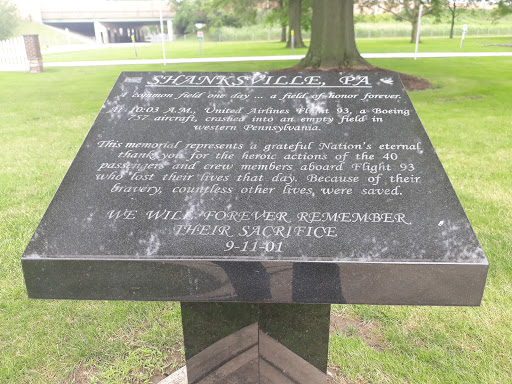 SHANKSVILLE, PA
A common field one day ... a field of honor forever.
At 10:03 A.M., United Airlines Flight 93, a Boeing
757 aircraft, crashed into an empty field in
western Pennsylvania.
This memorial represents a grateful Nation's eternal
thank you for the heroic actions of the 40
passengers and crew members aboard Flight 93
who lost their lives that day. Because of their
bravery, countless other lives were saved.
WE WILL FOREVER REMEMBER
THEIR SACRIFICE
9-11-01